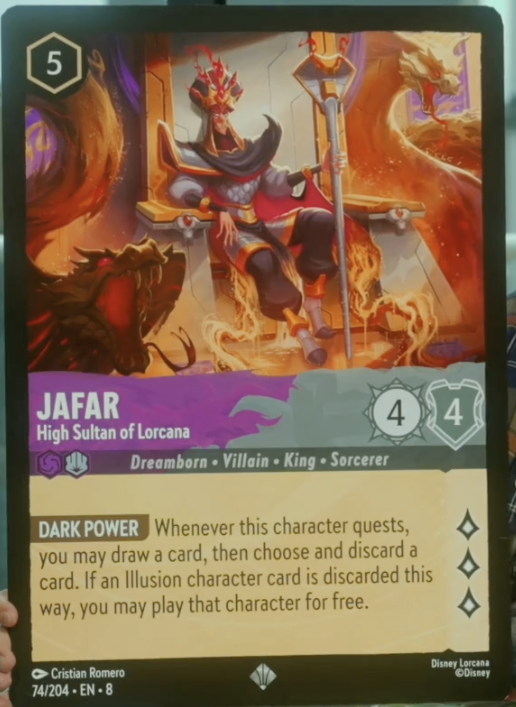 5
JAFAR
High Sultan of Lorcana
4 4
Dreamborn • Villain • King • Sorcerer
DARK POWER Whenever this character quests,
you may draw a card, then choose and discard a
card. If an Illusion character card is discarded this
way, you may play that character for free.
Cristian Romero
74/204 • EN • 8
Disney Lorcana
©Disney